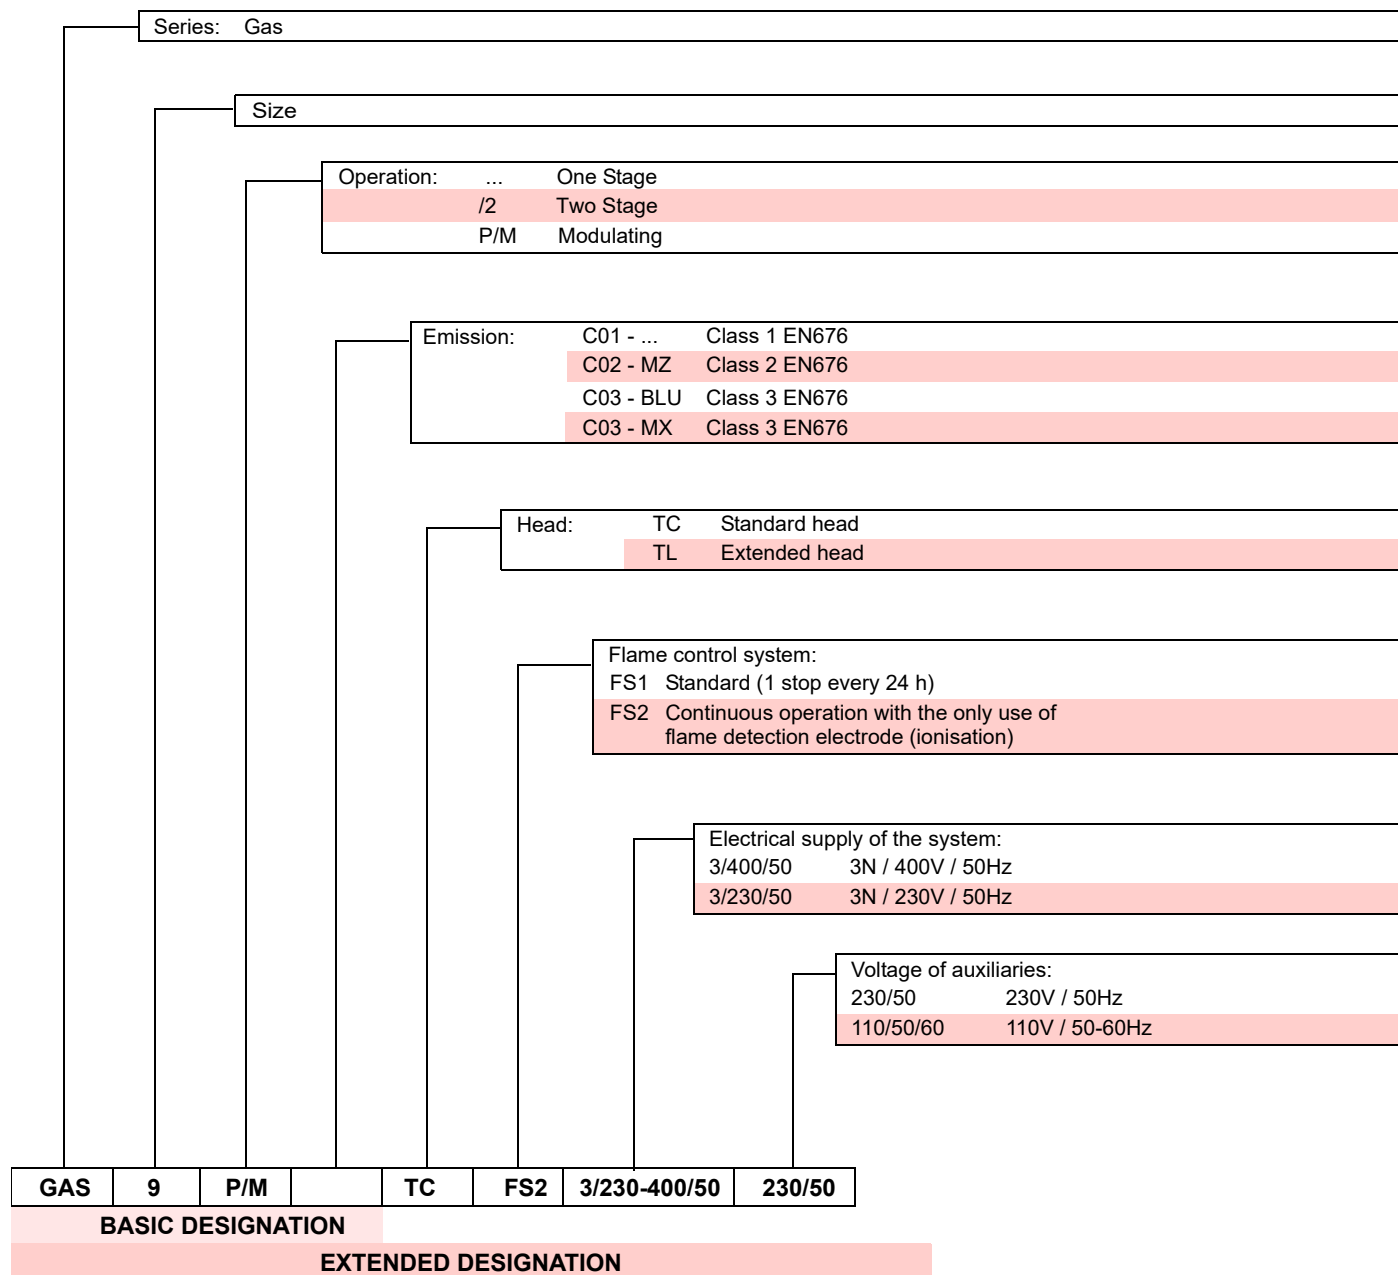 Series: Gas
Size
Operation: ... One Stage
/2 Two Stage
P/M Modulating
Emission: C01 - ... Class 1 EN676
C02 - MZ Class 2 EN676
C03 - BLU Class 3 EN676
C03 - MX Class 3 EN676
Head: TC Standard head
TL Extended head
Flame control system:
FS1 Standard (1 stop every 24 h)
FS2 Continuous operation with the only use of
flame detection electrode (ionisation)
Electrical supply of the system:
3/400/50 3N / 400V / 50Hz
3/230/50 3N / 230V / 50Hz
Voltage of auxiliaries:
230/50 230V / 50Hz
110/50/60 110V / 50-60Hz
GAS 9 P/M TC FS2 3/230-400/50 230/50
BASIC DESIGNATION
EXTENDED DESIGNATION